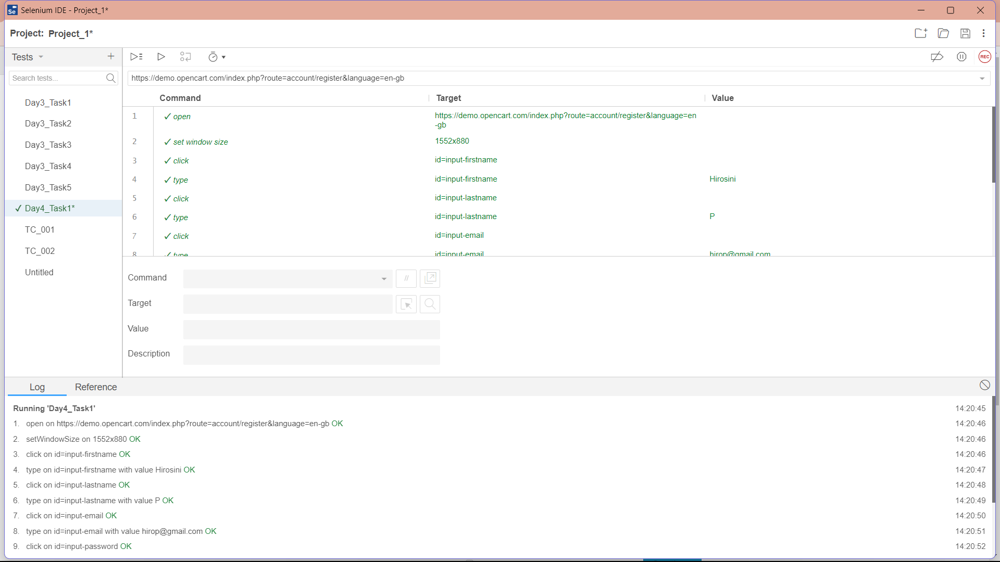 Selenium IDE - Project_1*
Project: Project_1*
Tests
REC
Search tests...
https://demo.opencart.com/index.php?route=account/register&language=en-gb
Command Target Value
Day3_Task1
Day3_Task2
Day3_Task3
Day3_Task4
Day3_Task5
✓ Day4_Task1*
TC_001
TC_002
Untitled
1 ✓ open https://demo.opencart.com/index.php?route=account/register&language=en
-gb
2 ✓ set window size 1552x880
3 ✓ click id=input-firstname
4 ✓ type id=input-firstname Hirosini
5 ✓ click id=input-lastname
6 ✓ type id=input-lastname P
7 ✓ click id=input-email
8 ✓ type id=input-email hirop@gmail.com
Command //
Target
Value
Description
Log Reference
Running 'Day4_Task1' 14:20:45
1. open on https://demo.opencart.com/index.php?route=account/register&language=en-gb OK 14:20:46
2. setWindowSize on 1552x880 OK 14:20:46
3. click on id=input-firstname OK 14:20:46
4. type on id=input-firstname with value Hirosini OK 14:20:47
5. click on id=input-lastname OK 14:20:48
6. type on id=input-lastname with value P OK 14:20:49
7. click on id=input-email OK 14:20:50
8. type on id=input-email with value hirop@gmail.com OK 14:20:51
9. click on id=input-password OK 14:20:52